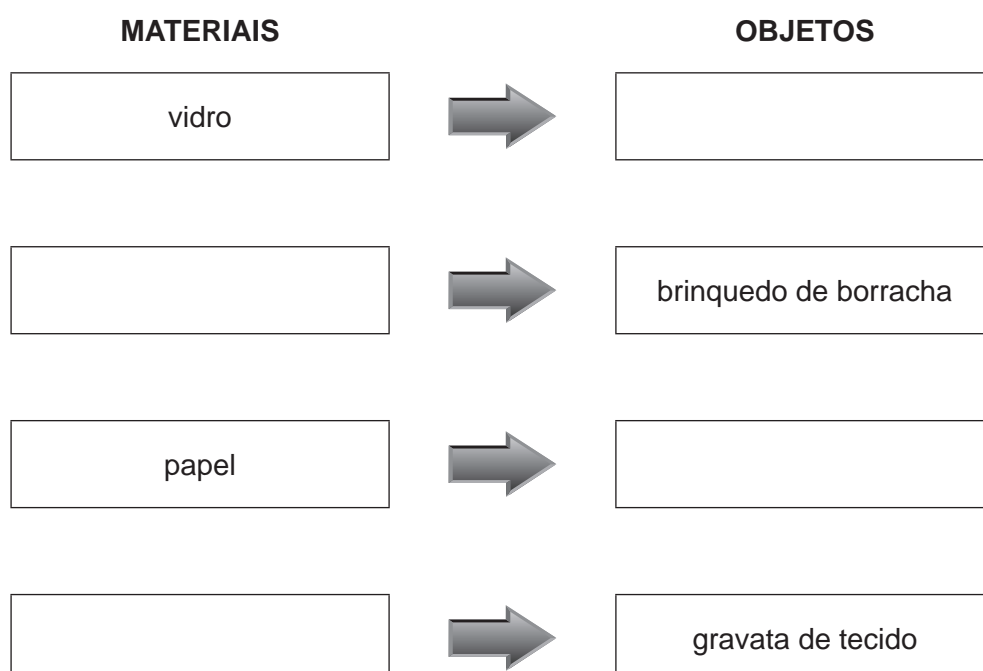 MATERIAIS
OBJETOS
vidro
brinquedo de borracha
papel
gravata de tecido